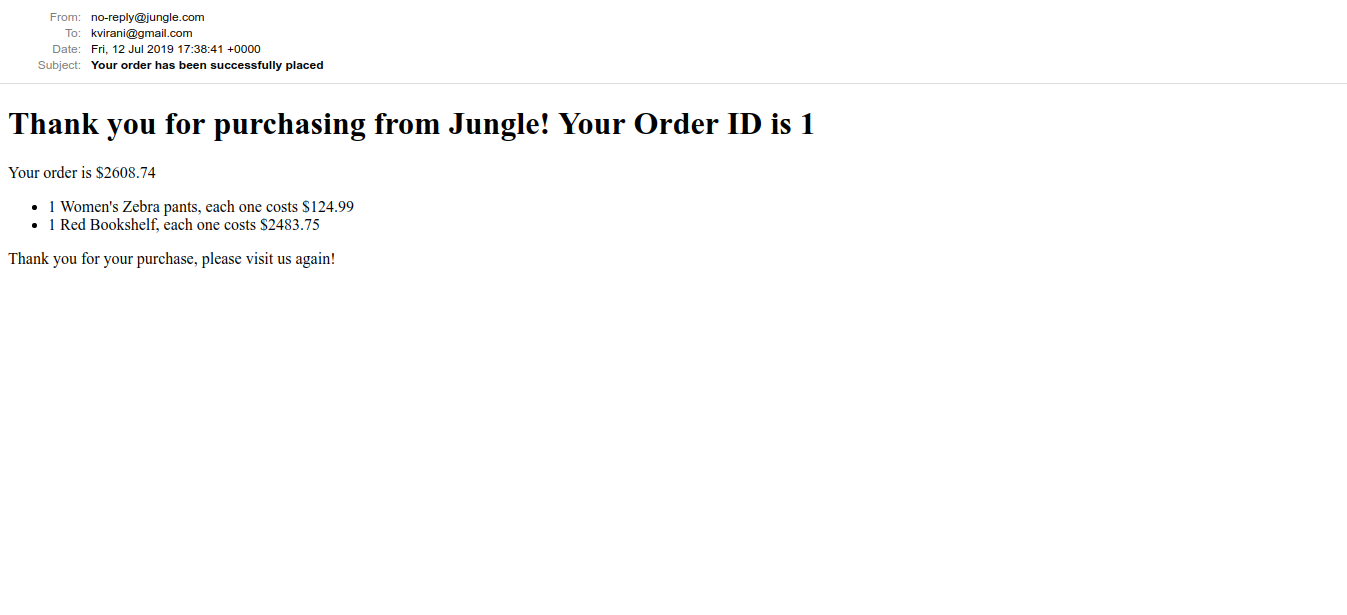 From: no-reply@jungle.com
To: kvirani@gmail.com
Date: Fri, 12 Jul 2019 17:38:41 +0000
Subject: Your order has been successfully placed
Thank you for purchasing from Jungle! Your Order ID is 1
Your order is $2608.74
• 1 Women's Zebra pants, each one costs $124.99
• 1 Red Bookshelf, each one costs $2483.75
Thank you for your purchase, please visit us again!